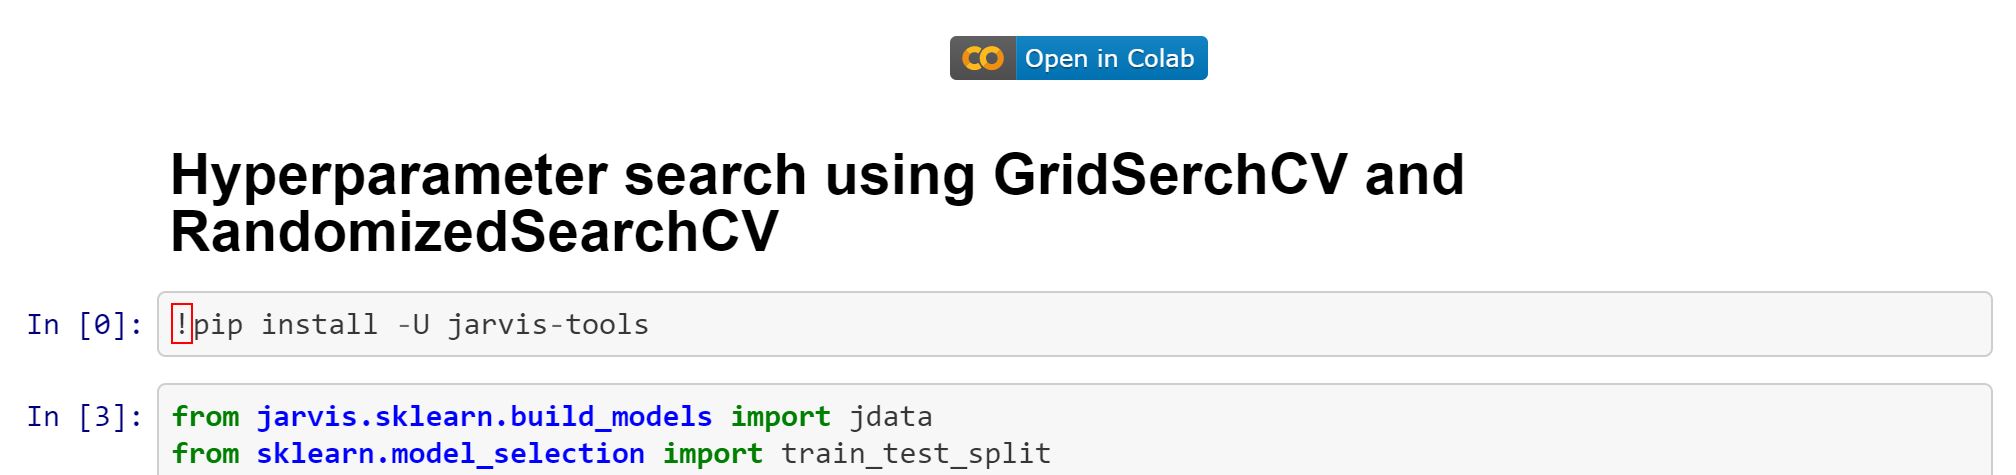 Open in Colab
Hyperparameter search using GridSerchCV and
RandomizedSearchCV
In [0]: !pip install -U jarvis-tools
In [3]: from jarvis.sklearn.build_models import jdata
from sklearn.model_selection import train_test_split